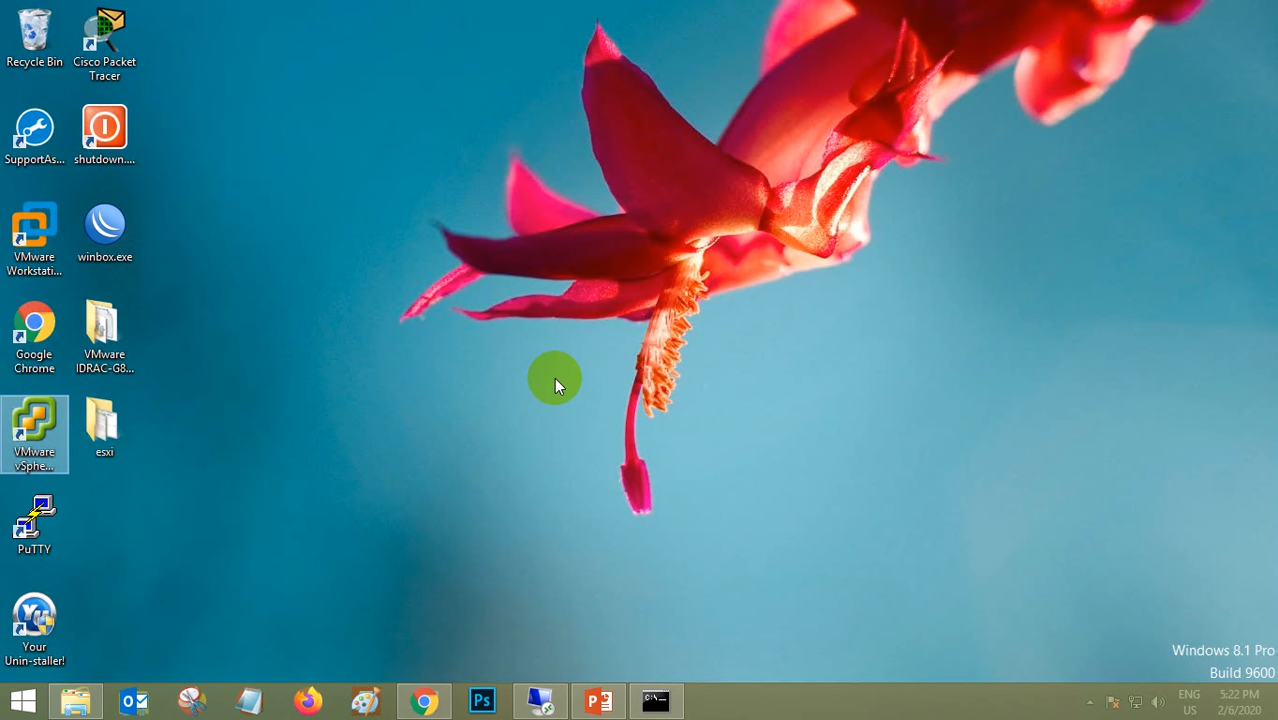 Recycle Bin
Cisco Packet
Tracer
SupportAs...
shutdown....
VMware
Workstati...
winbox.exe
Google
Chrome
VMware
IDRAC-G8...
VMware
vSphe...
esxi
PuTTY
Your
Unin-staller!
Windows 8.1 Pro
Build 9600
Ps
C:\
ENG
US
5:22 PM
2/6/2020